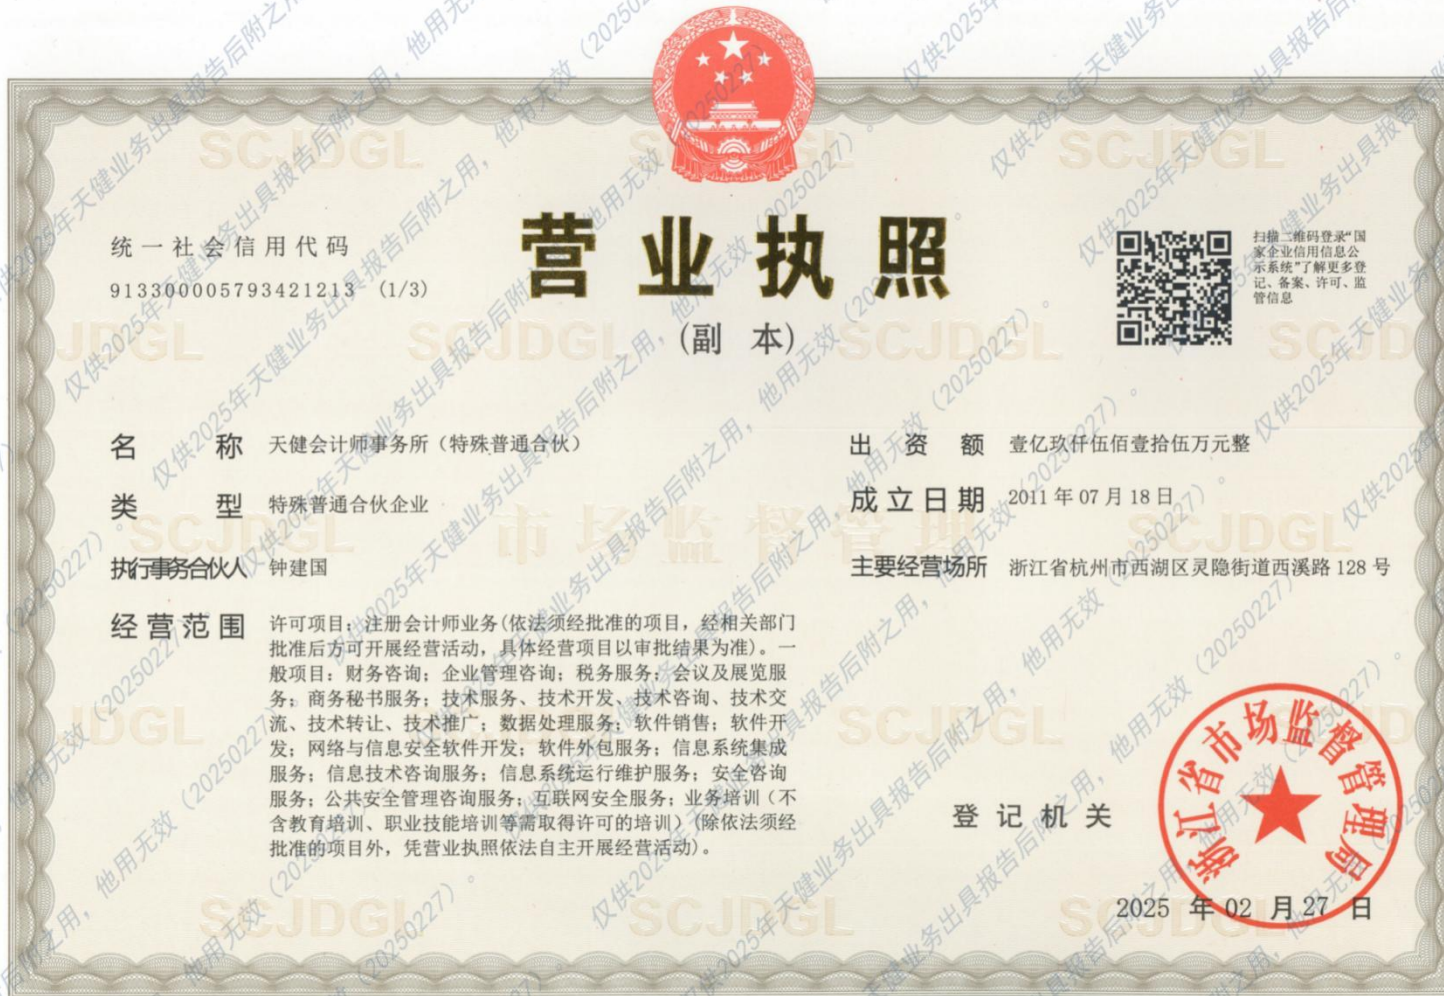 营业执照
(副 本)
统一社会信用代码
913300005793421213 (1/3)
扫描二维码登录“国
家企业信用信息公
示系统”了解更多登
记、备案、许可、监
管信息
名称 天健会计师事务所（特殊普通合伙）
类型 特殊普通合伙企业
执行事务合伙人 钟建国
经营范围 许可项目：注册会计师业务(依法须经批准的项目，经相关部门
批准后方可开展经营活动，具体经营项目以审批结果为准)。一
般项目：财务咨询；企业管理咨询；税务服务；会议及展览服
务；商务秘书服务；技术服务、技术开发、技术咨询、技术交
流、技术转让、技术推广；数据处理服务；软件销售；软件开
发；网络与信息安全软件开发；软件外包服务；信息系统集成
服务；信息技术咨询服务；信息系统运行维护服务；安全咨询
服务；公共安全管理咨询服务；互联网安全服务；业务培训（不
含教育培训、职业技能培训等需取得许可的培训）(除依法须经
批准的项目外，凭营业执照依法自主开展经营活动)。
出资额 壹亿玖仟伍佰壹拾伍万元整
成立日期 2011年07月18日
主要经营场所 浙江省杭州市西湖区灵隐街道西溪路128号
登记机关
浙江省市场监督管理局
2025 年 02 月 27 日
SCJDGL
市场监督管理
仅供2025年天健业务出具报告后附之用，他用无效（20250227）。